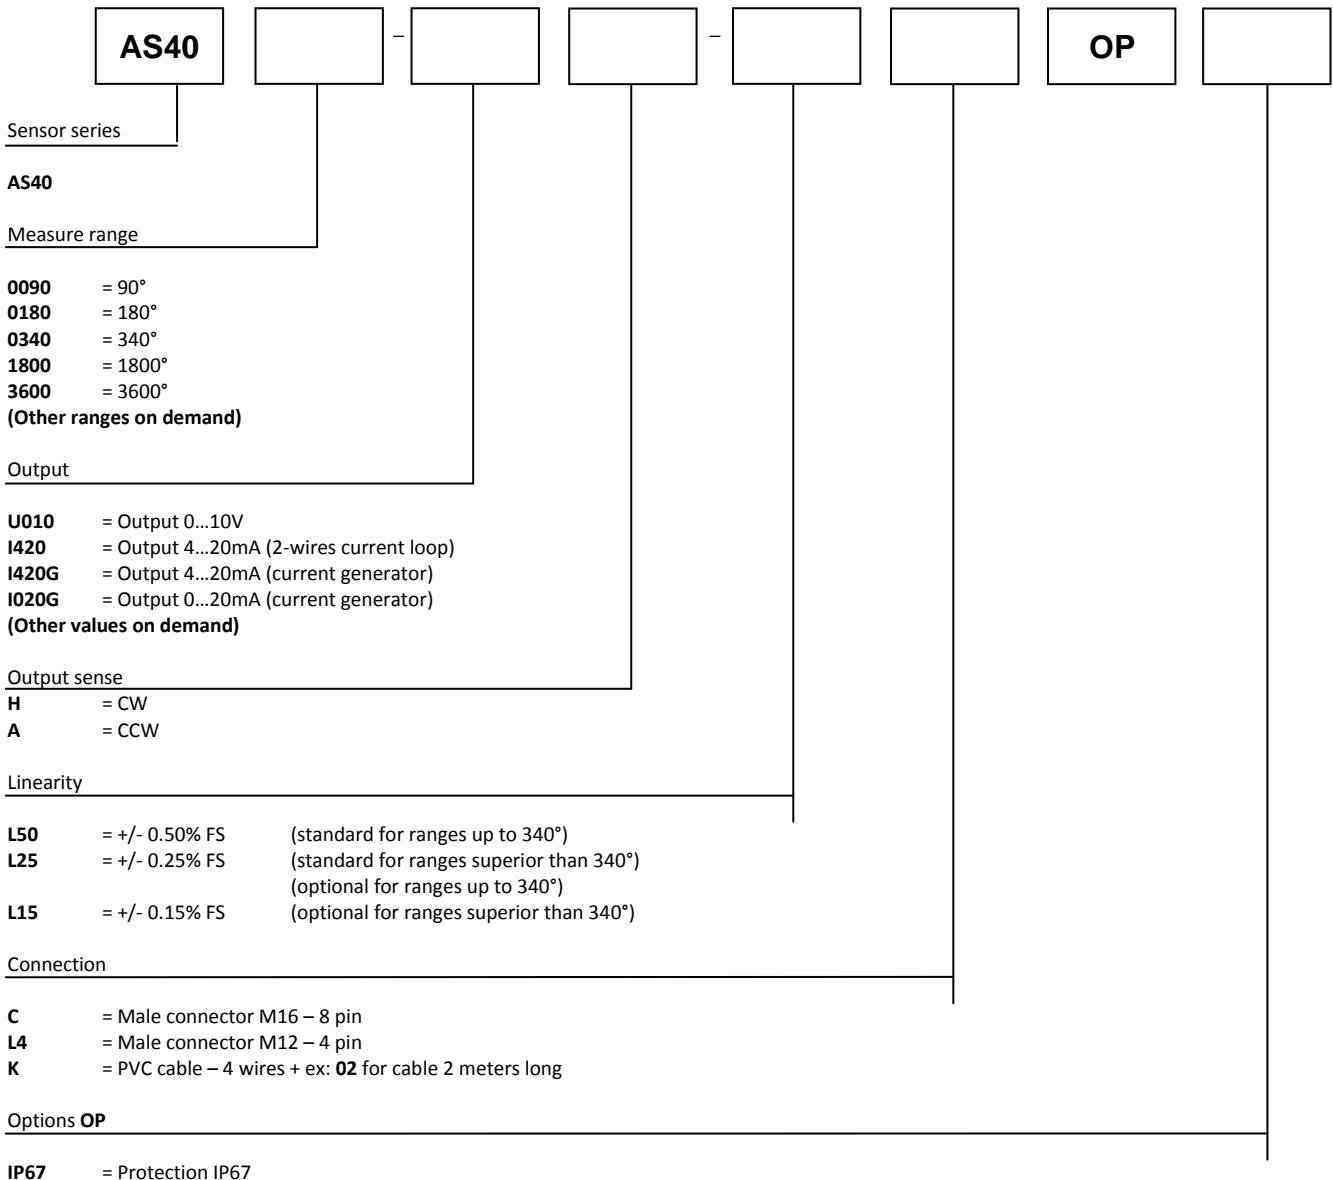 AS40 – – OP
Sensor series
AS40
Measure range
0090 = 90°
0180 = 180°
0340 = 340°
1800 = 1800°
3600 = 3600°
(Other ranges on demand)
Output
U010 = Output 0…10V
I420 = Output 4…20mA (2-wires current loop)
I420G = Output 4…20mA (current generator)
I020G = Output 0…20mA (current generator)
(Other values on demand)
Output sense
H = CW
A = CCW
Linearity
L50 = +/- 0.50% FS (standard for ranges up to 340°)
L25 = +/- 0.25% FS (standard for ranges superior than 340°)
(optional for ranges up to 340°)
L15 = +/- 0.15% FS (optional for ranges superior than 340°)
Connection
C = Male connector M16 – 8 pin
L4 = Male connector M12 – 4 pin
K = PVC cable – 4 wires + ex: 02 for cable 2 meters long
Options OP
IP67 = Protection IP67